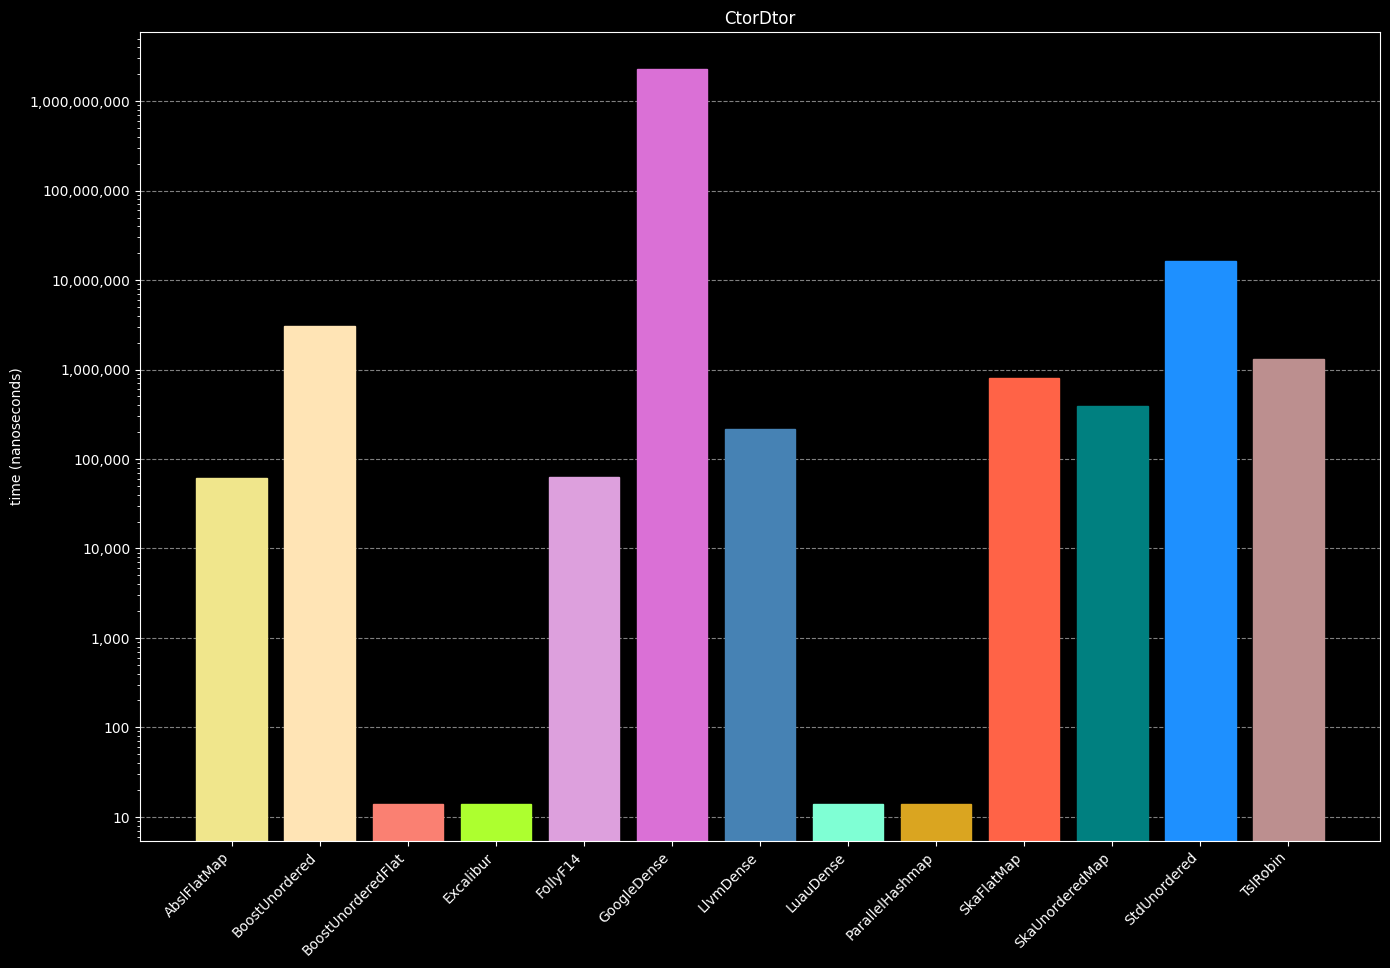 CtorDtor
time (nanoseconds)
1,000,000,000
100,000,000
10,000,000
1,000,000
100,000
10,000
1,000
100
10
AbslFlatMap
BoostUnordered
BoostUnorderedFlat
Excalibur
FollyF14
GoogleDense
LlvmDense
LuauDense
ParallelHashmap
SkaFlatMap
SkaUnorderedMap
StdUnordered
TslRobin